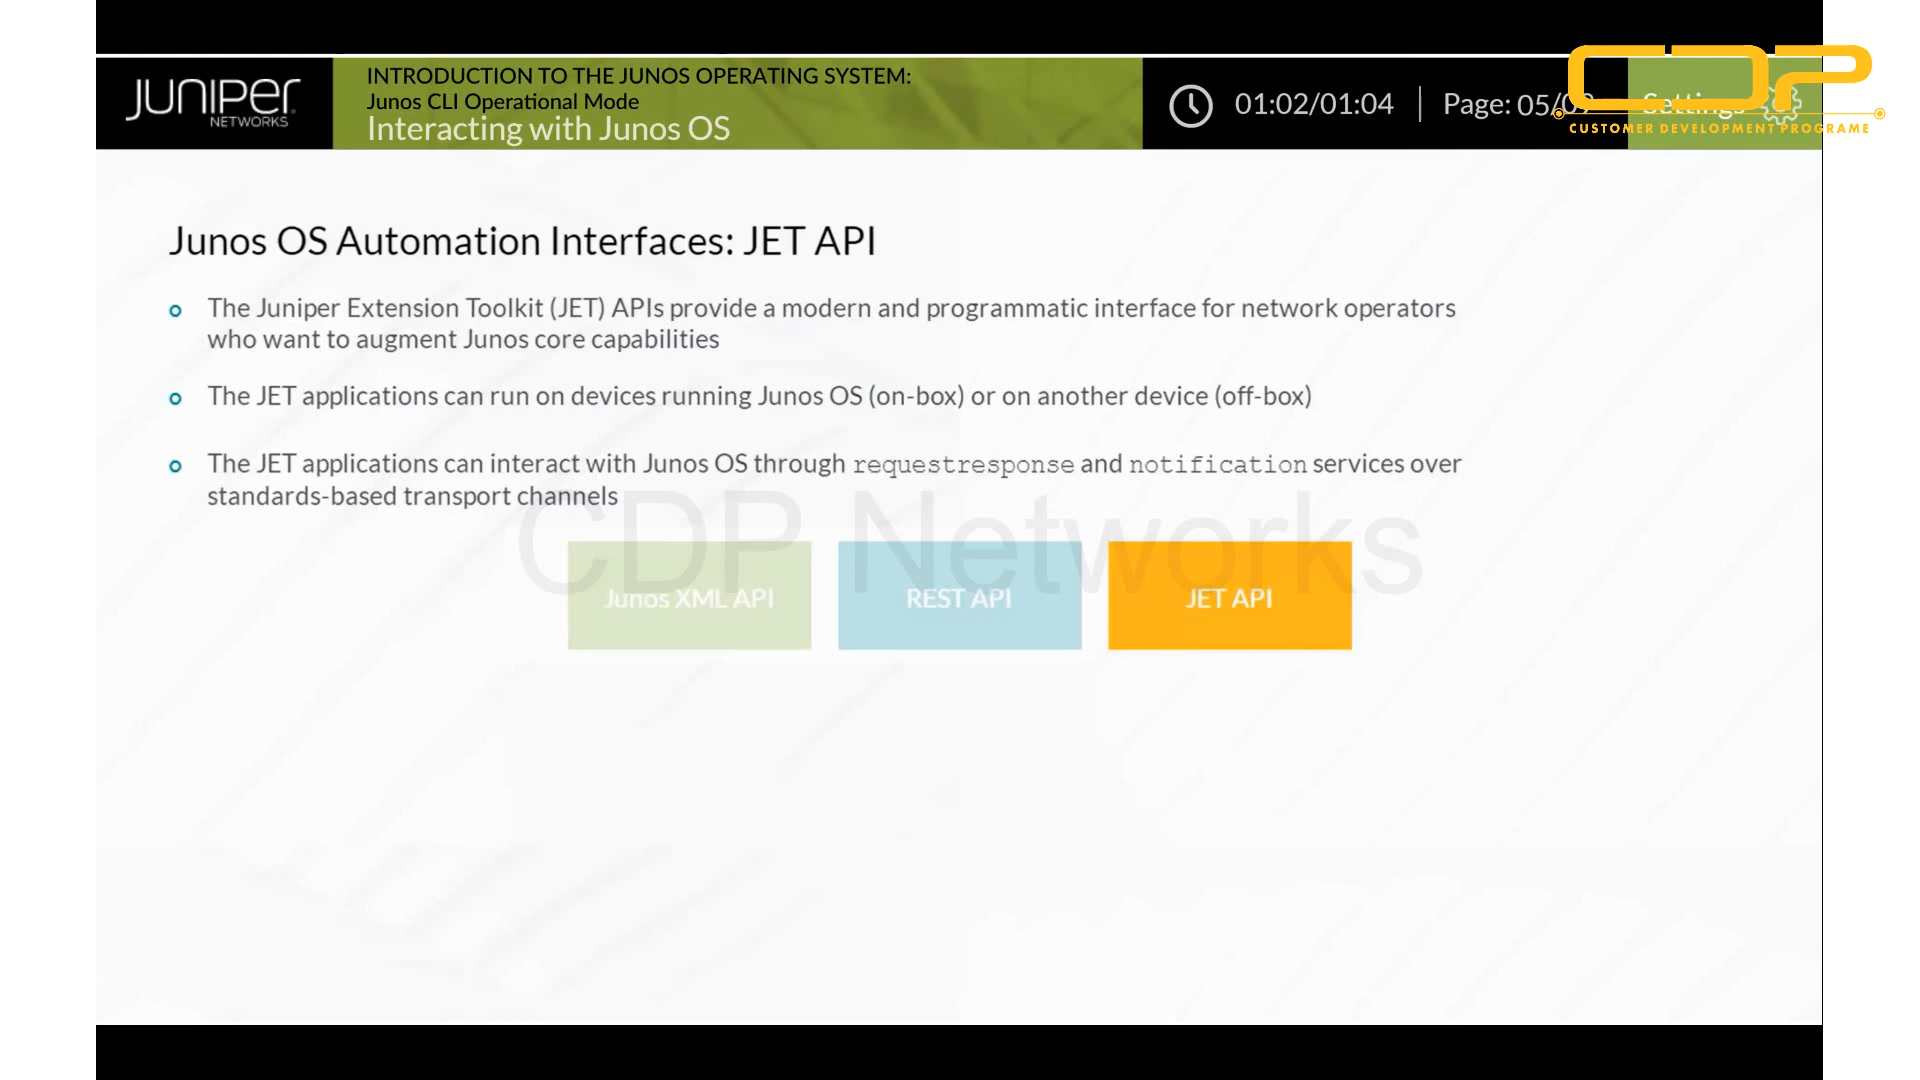 JUNIPEr
NETWORKS
INTRODUCTION TO THE JUNOS OPERATING SYSTEM:
Junos CLI Operational Mode
Interacting with Junos OS
01:02/01:04 | Page: 05/09
Settings
CDP
CUSTOMER DEVELOPMENT PROGRAME
Junos OS Automation Interfaces: JET API
The Juniper Extension Toolkit (JET) APIs provide a modern and programmatic interface for network operators
who want to augment Junos core capabilities
The JET applications can run on devices running Junos OS (on-box) or on another device (off-box)
The JET applications can interact with Junos OS through requestresponse and notification services over
standards-based transport channels
CDP Networks
Junos XML API
REST API
JET API